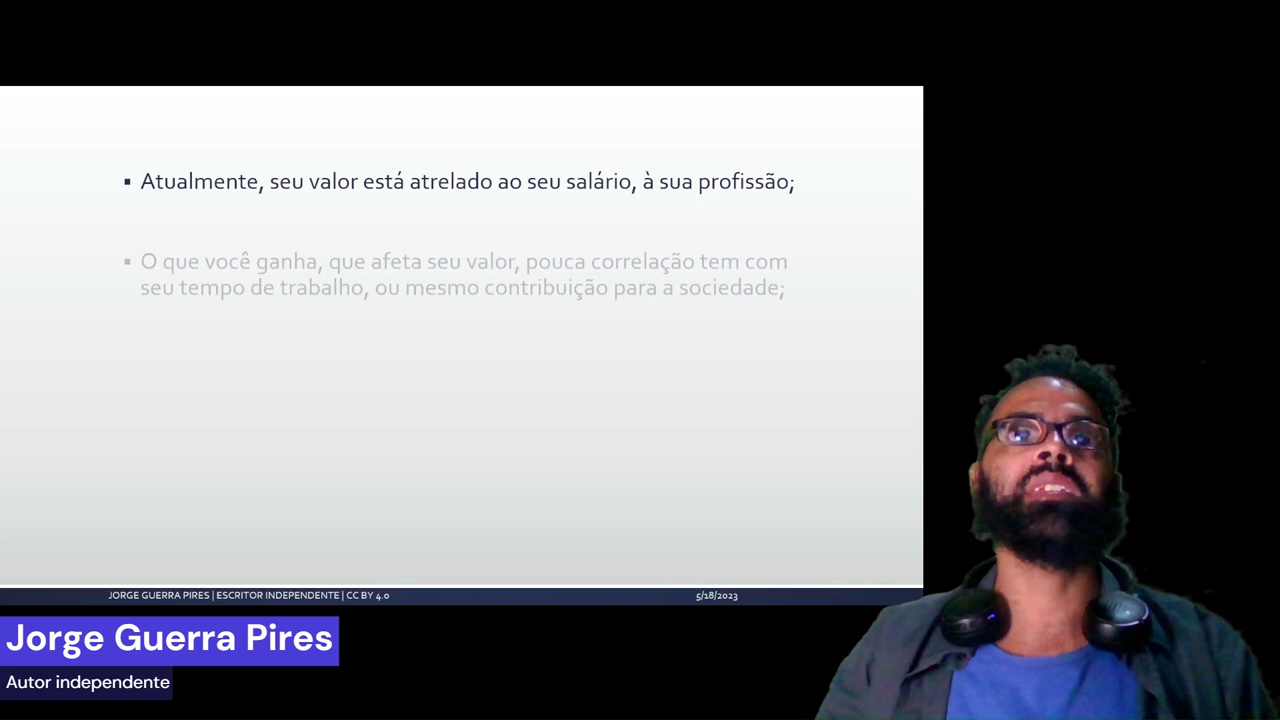 ▪ Atualmente, seu valor está atrelado ao seu salário, à sua profissão;
▪ O que você ganha, que afeta seu valor, pouca correlação tem com
seu tempo de trabalho, ou mesmo contribuição para a sociedade;
JORGE GUERRA PIRES | ESCRITOR INDEPENDENTE | CC BY 4.0 5/18/2023
Jorge Guerra Pires
Autor independente